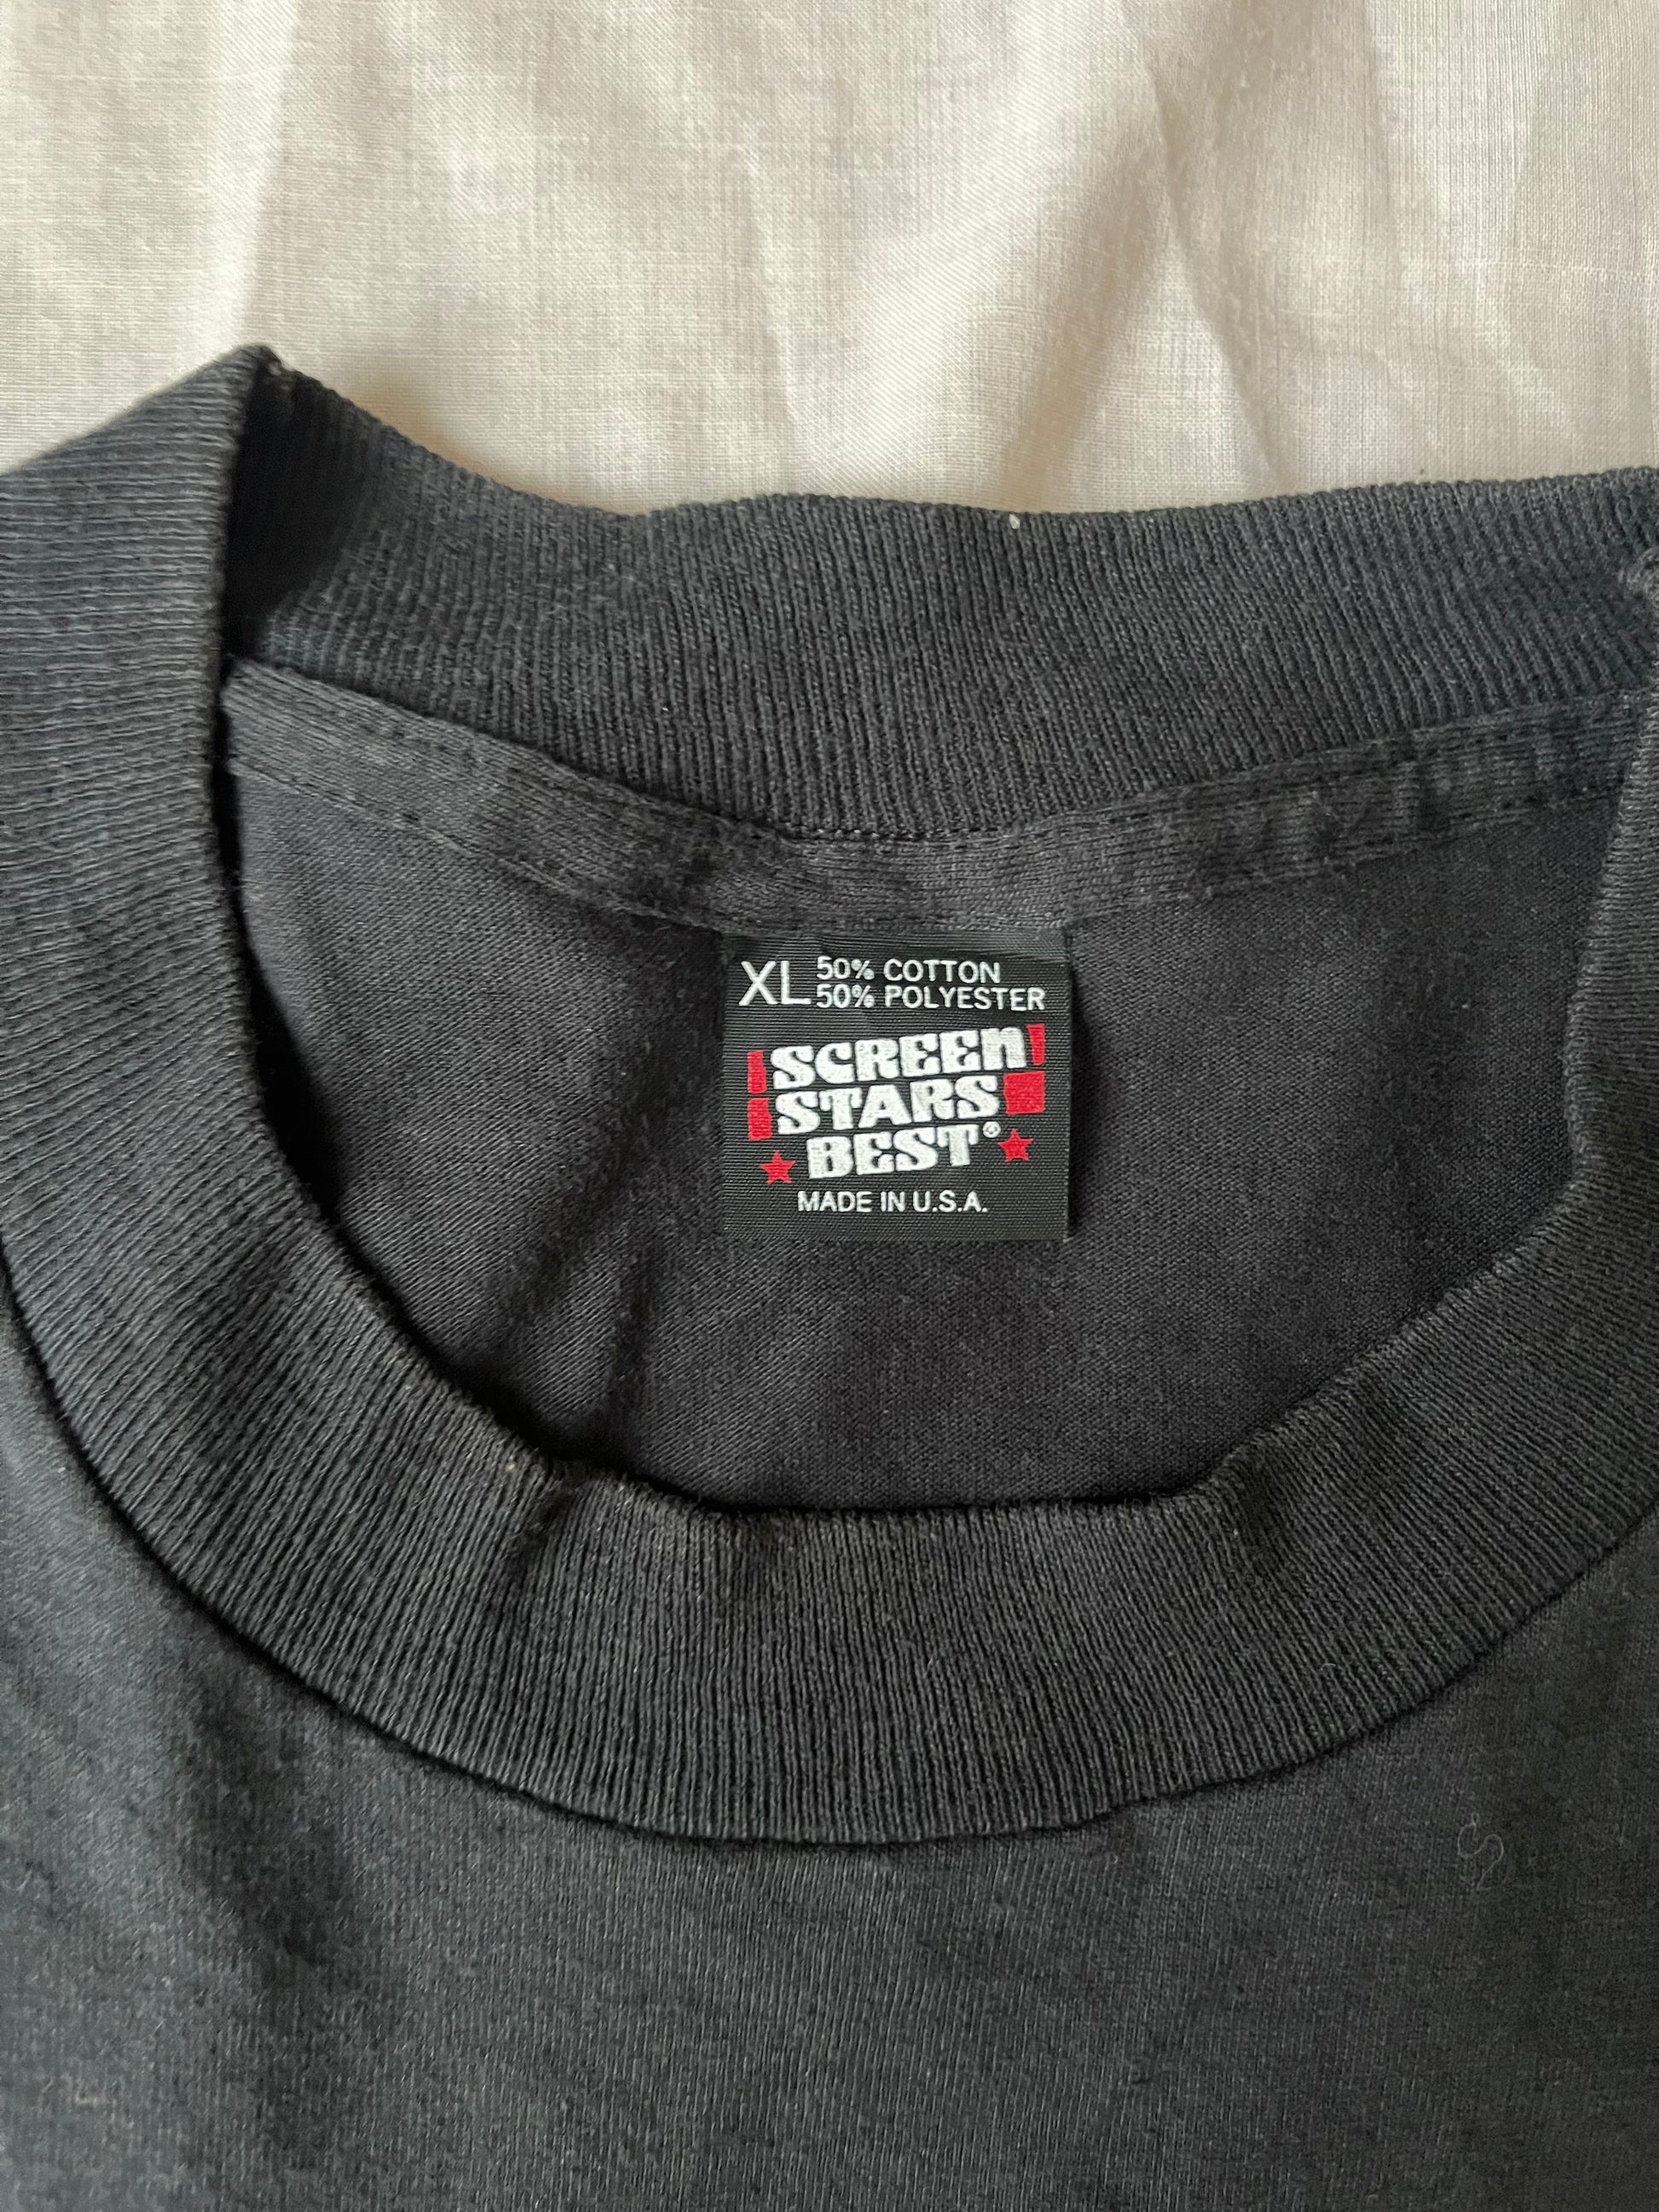 XL 50% COTTON
50% POLYESTER
SCREEn
STARS
BEST®
MADE IN U.S.A.